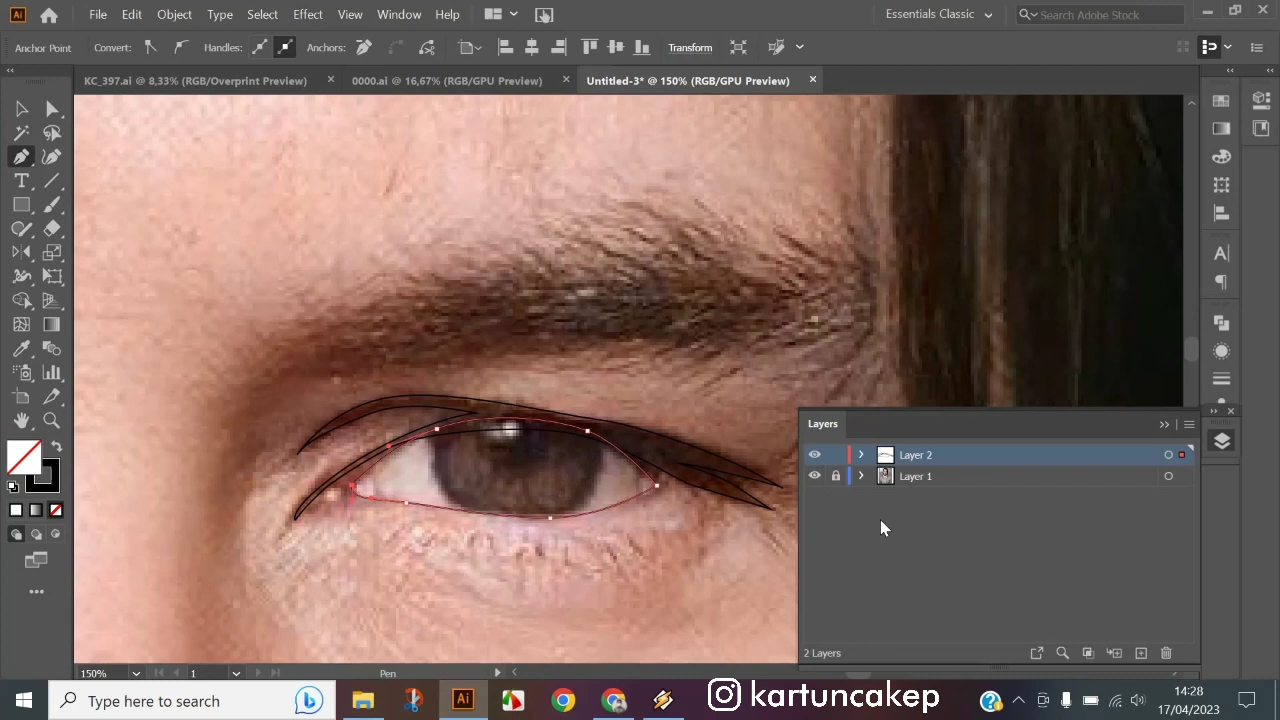 Ai File Edit Object Type Select Effect View Window Help Essentials Classic Search Adobe Stock
Anchor Point Convert: Handles: Anchors: Transform
KC_397.ai @ 8,33% (RGB/Overprint Preview) × 0000.ai @ 16,67% (RGB/GPU Preview) × Untitled-3* @ 150% (RGB/GPU Preview) ×
Layers
Layer 2
Layer 1
2 Layers
150% 1 Pen
Type here to search
Ai
kartuncakep
14:28
17/04/2023